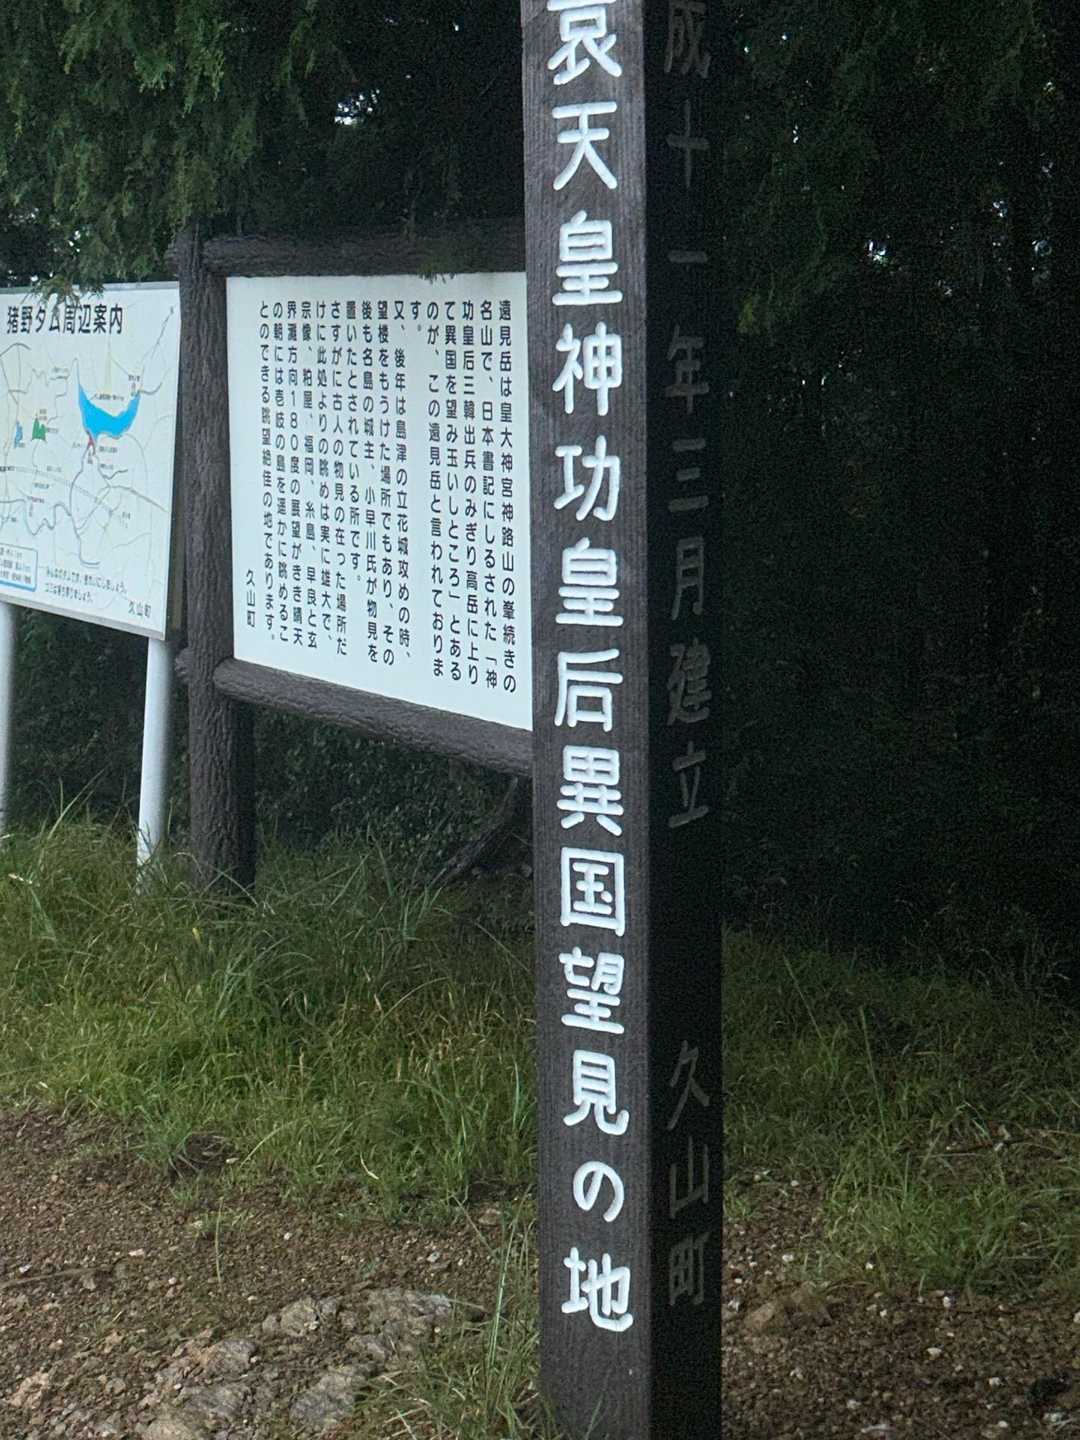 哀天皇神功皇后異国望見の地
成十一年三月建立 久山町
遠見岳は皇大神宮神路山の峯続きの
名山で、日本書記にしるされた「神
功皇后三韓出兵のみぎり高岳に上り
て異国を望み玉いしところ」とある
のが、この遠見岳と言われておりま
す。
又、後年は島津の立花城攻めの時、
望楼をもうけた場所でもあり、その
後も名島の城主、小早川氏が物見を
置いたとされている所です。
さすがに古人の物見の在った場所だ
けに此処よりの眺めは実に雄大で、
宗像、粕屋、福岡、糸島、早良と玄
界灘方向180度の展望がきき晴天
の朝には壱岐の島を遥かに眺めるこ
とのできる眺望絶佳の地であります。
久山町
猪野ダム周辺案内
久山町